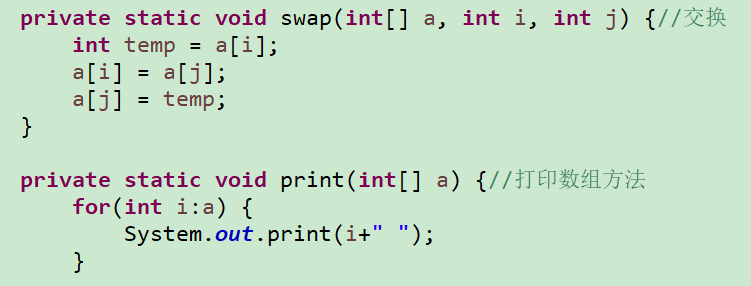 private static void swap(int[] a, int i, int j) {//交换
    int temp = a[i];
    a[i] = a[j];
    a[j] = temp;
}
private static void print(int[] a) {//打印数组方法
    for(int i:a) {
        System.out.print(i+" ");
    }